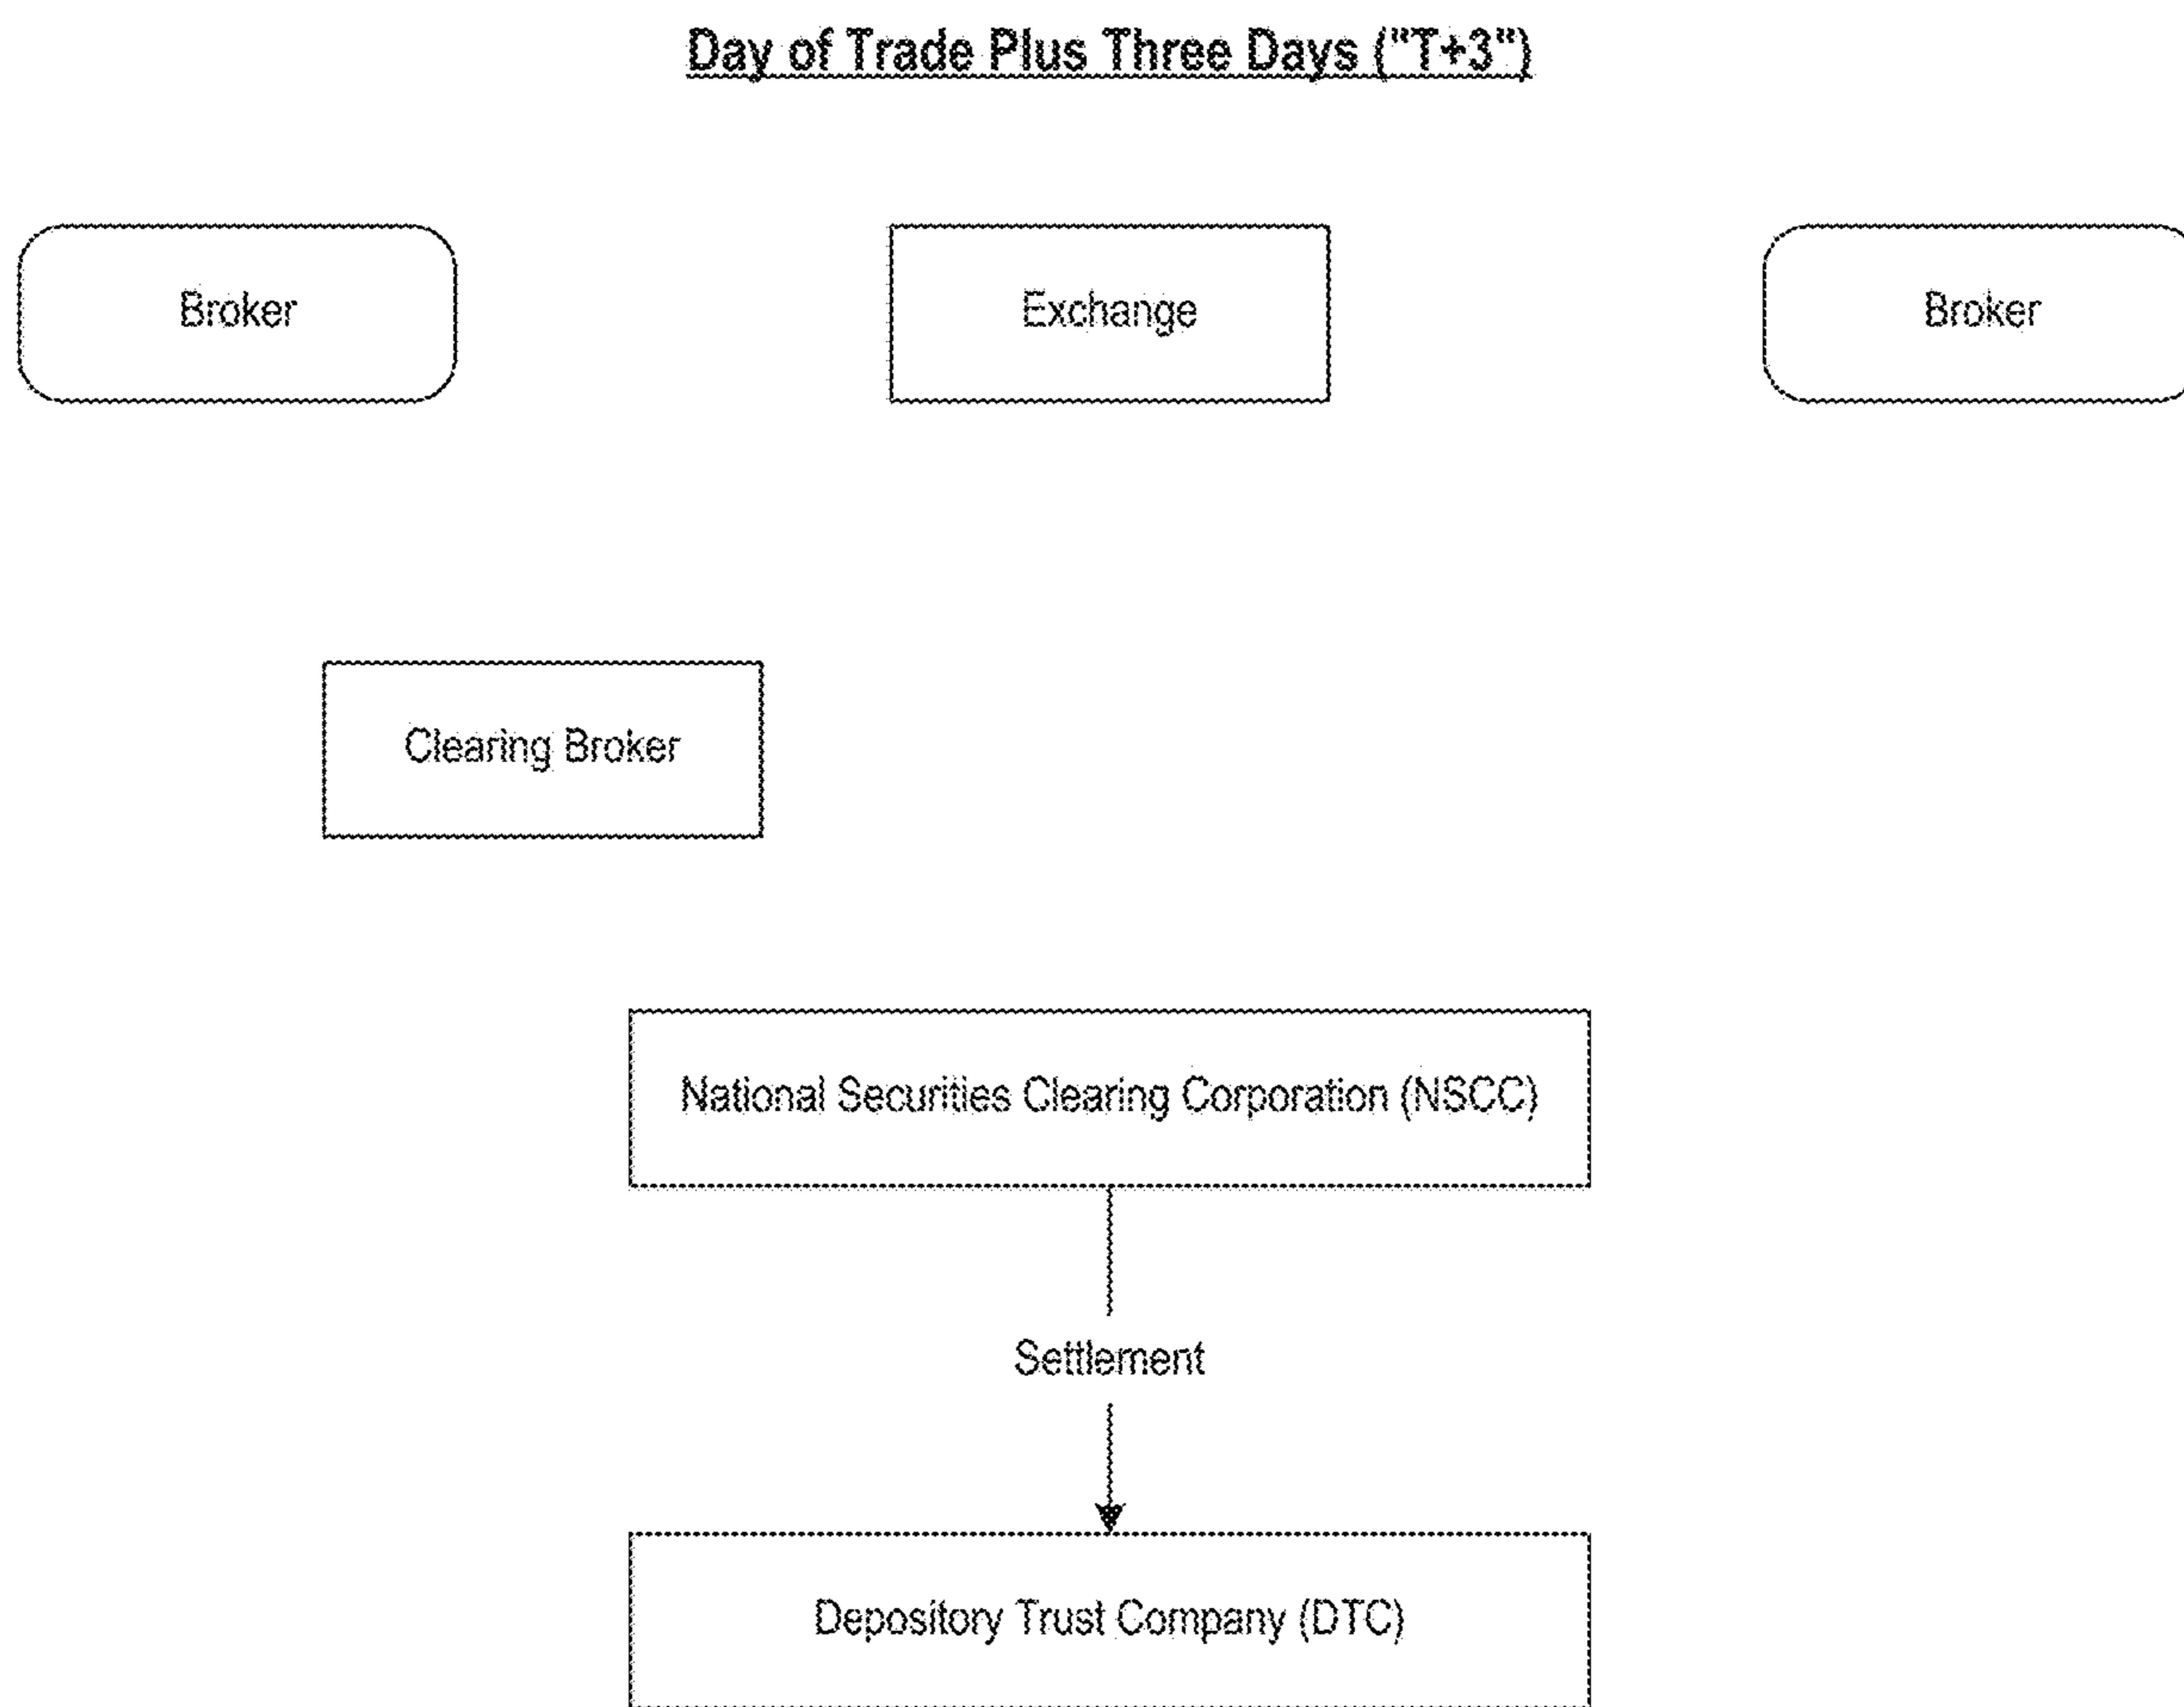 Day of Trade Plus Three Days ("T+3")
Broker
Exchange
Broker
Clearing Broker
National Securities Clearing Corporation (NSCC)
Settlement
Depository Trust Company (DTC)